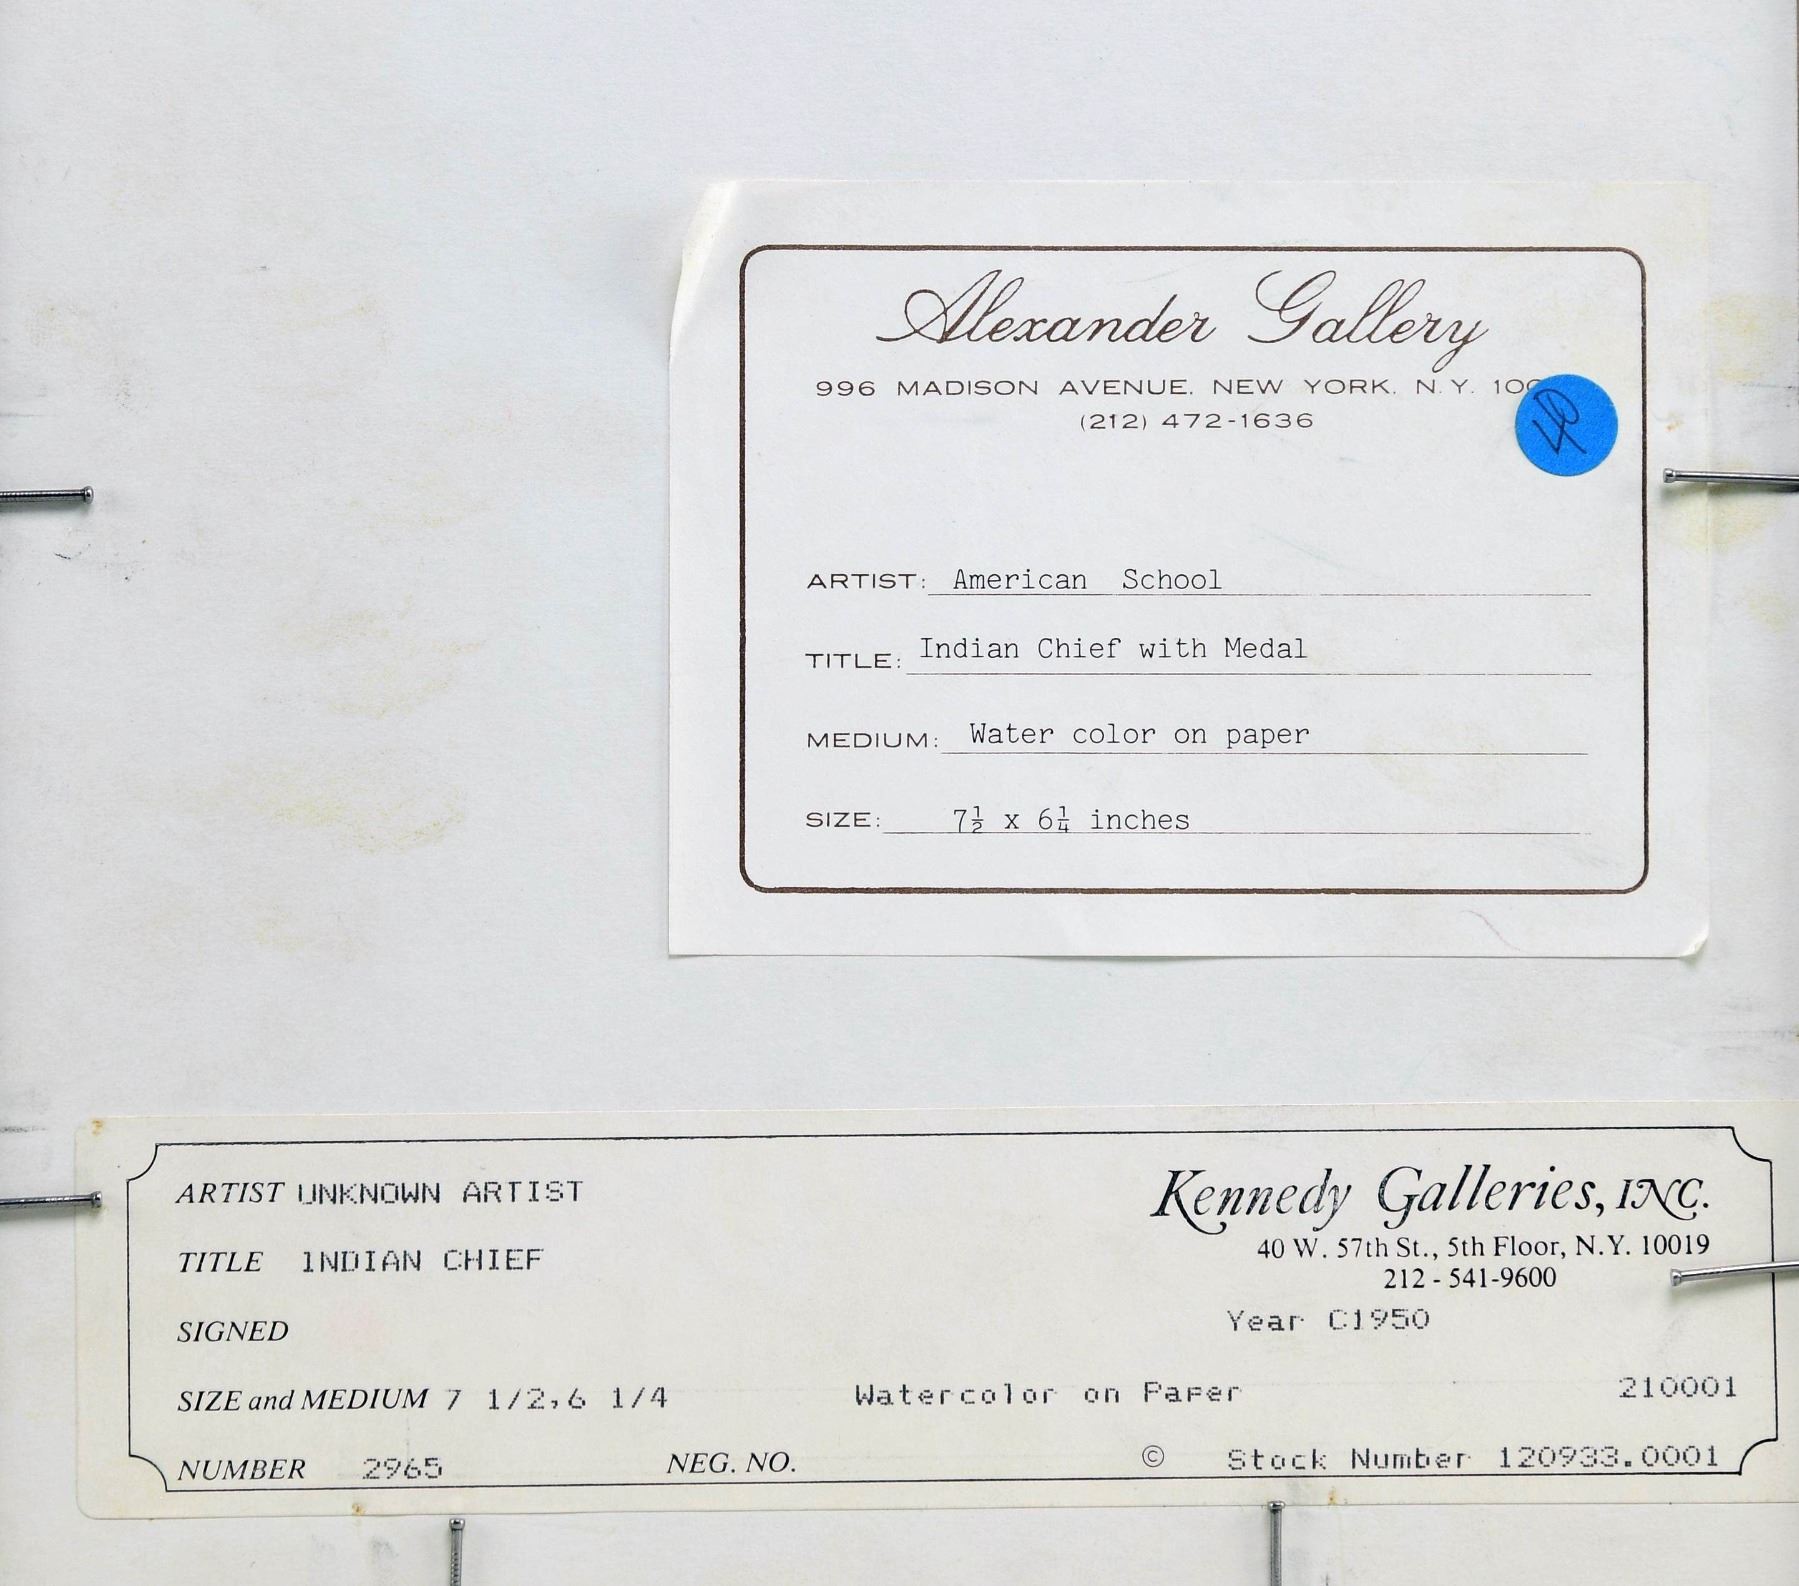 Alexander Gallery
996 MADISON AVENUE. NEW YORK. N.Y.
(212) 472-1636
ARTIST: American School
TITLE: Indian Chief with Medal
MEDIUM: Water color on paper
SIZE: 7½ x 6¼ inches
ARTIST UNKNOWN ARTIST
Kennedy Galleries, INC.
40 W. 57th St., 5th Floor, N.Y. 10019
212 - 541-9600
TITLE INDIAN CHIEF
Year C1950
SIGNED
SIZE and MEDIUM 7 1/2,6 1/4 Watercolor on Paper 210001
NUMBER 2965 NEG. NO. © Stock Number 120933.0001